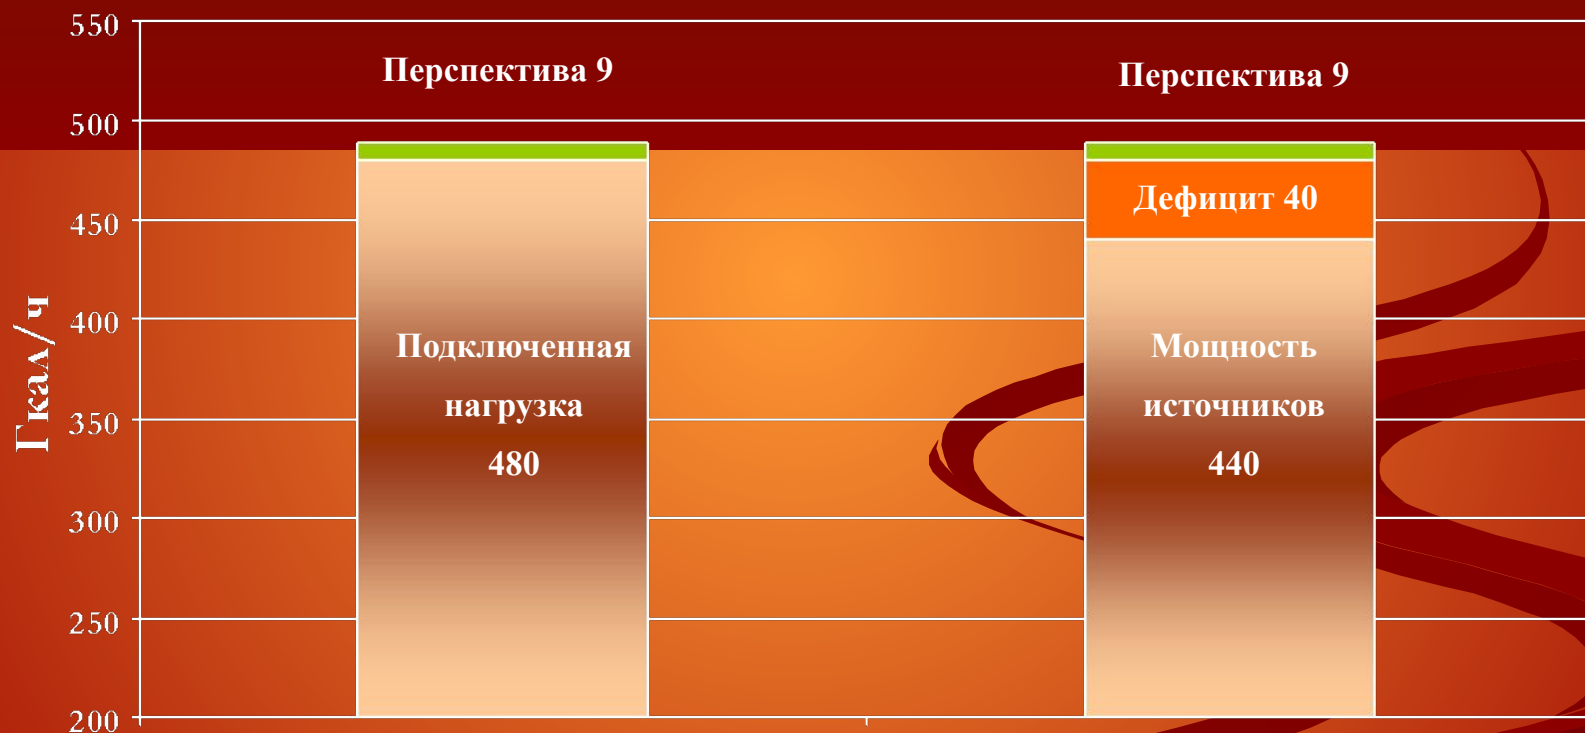 550
Перспектива 9
Перспектива 9
500
450
Дефицит 40
400
Гкал/ч
Подключенная
нагрузка
480
Мощность
источников
440
350
300
250
200